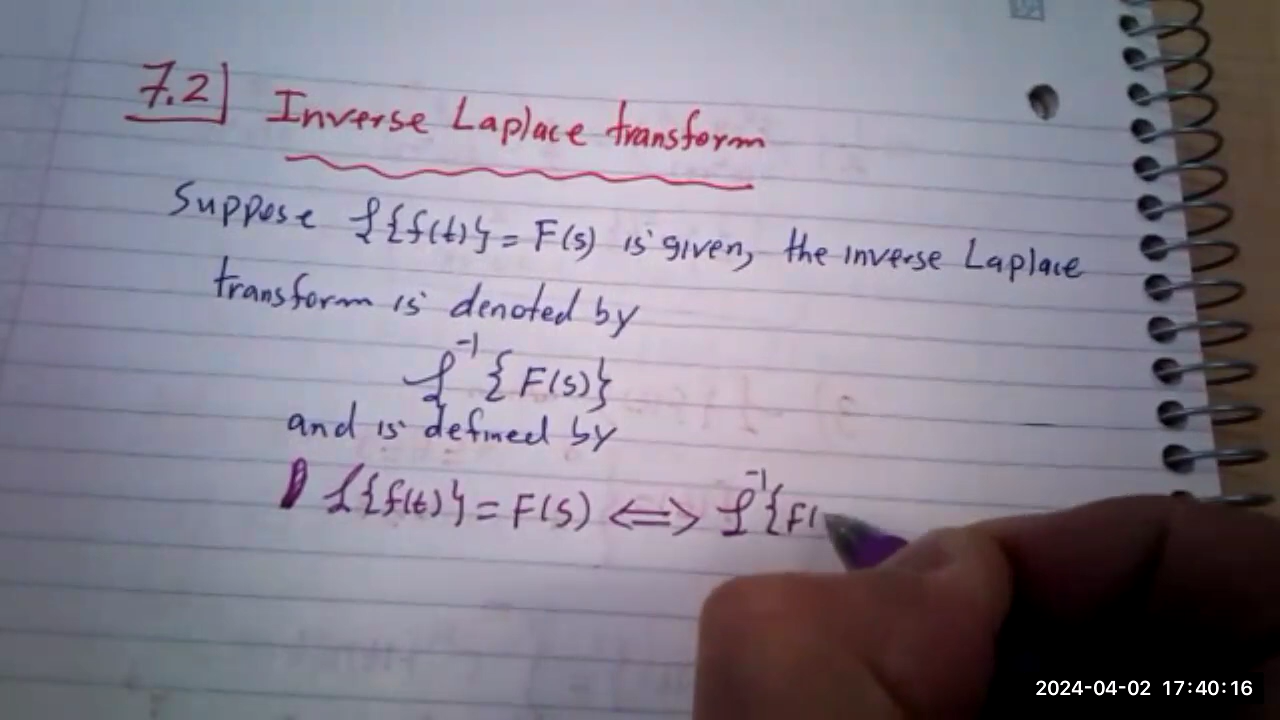 7.2 Inverse Laplace transform
Suppose ℒ{f(t)} = F(s) is given, the inverse Laplace
transform is denoted by
ℒ⁻¹{F(s)}
and is defined by
ℒ{f(t)} = F(s) ⟺ ℒ⁻¹{F(
2024-04-02 17:40:16